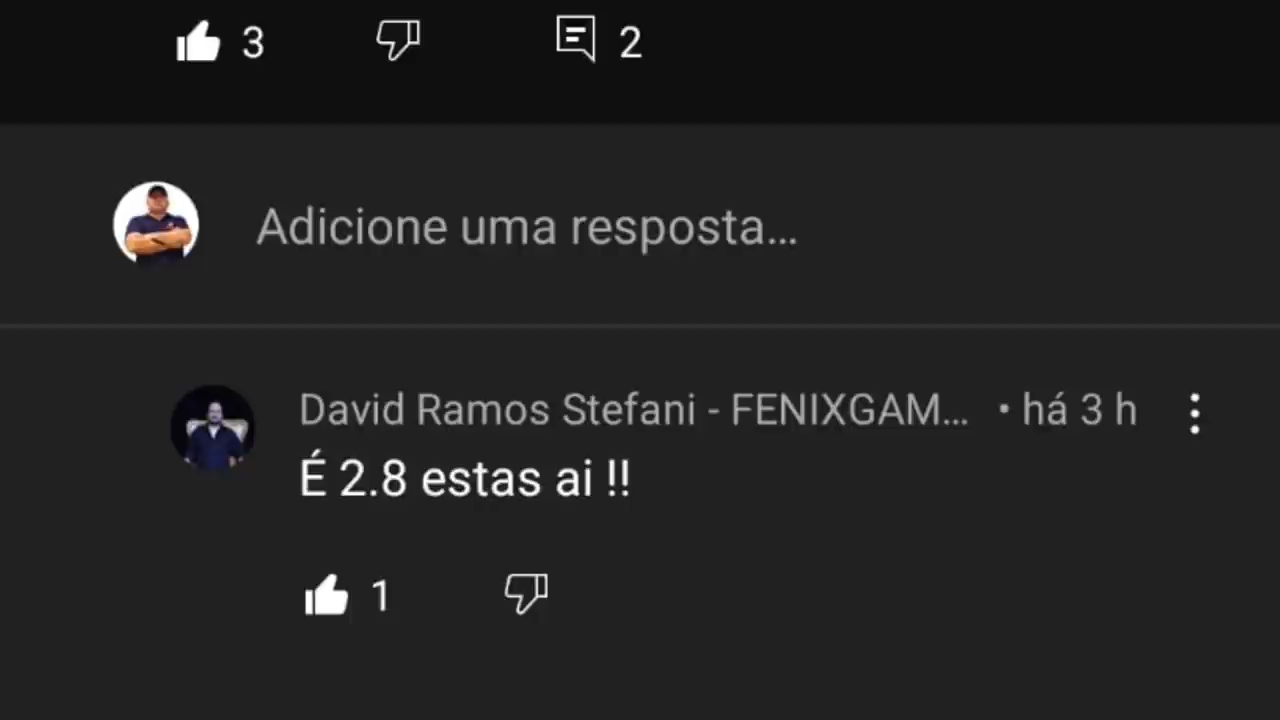 3 2
Adicione uma resposta...
David Ramos Stefani - FENIXGAM... • há 3 h
É 2.8 estas ai !!
1